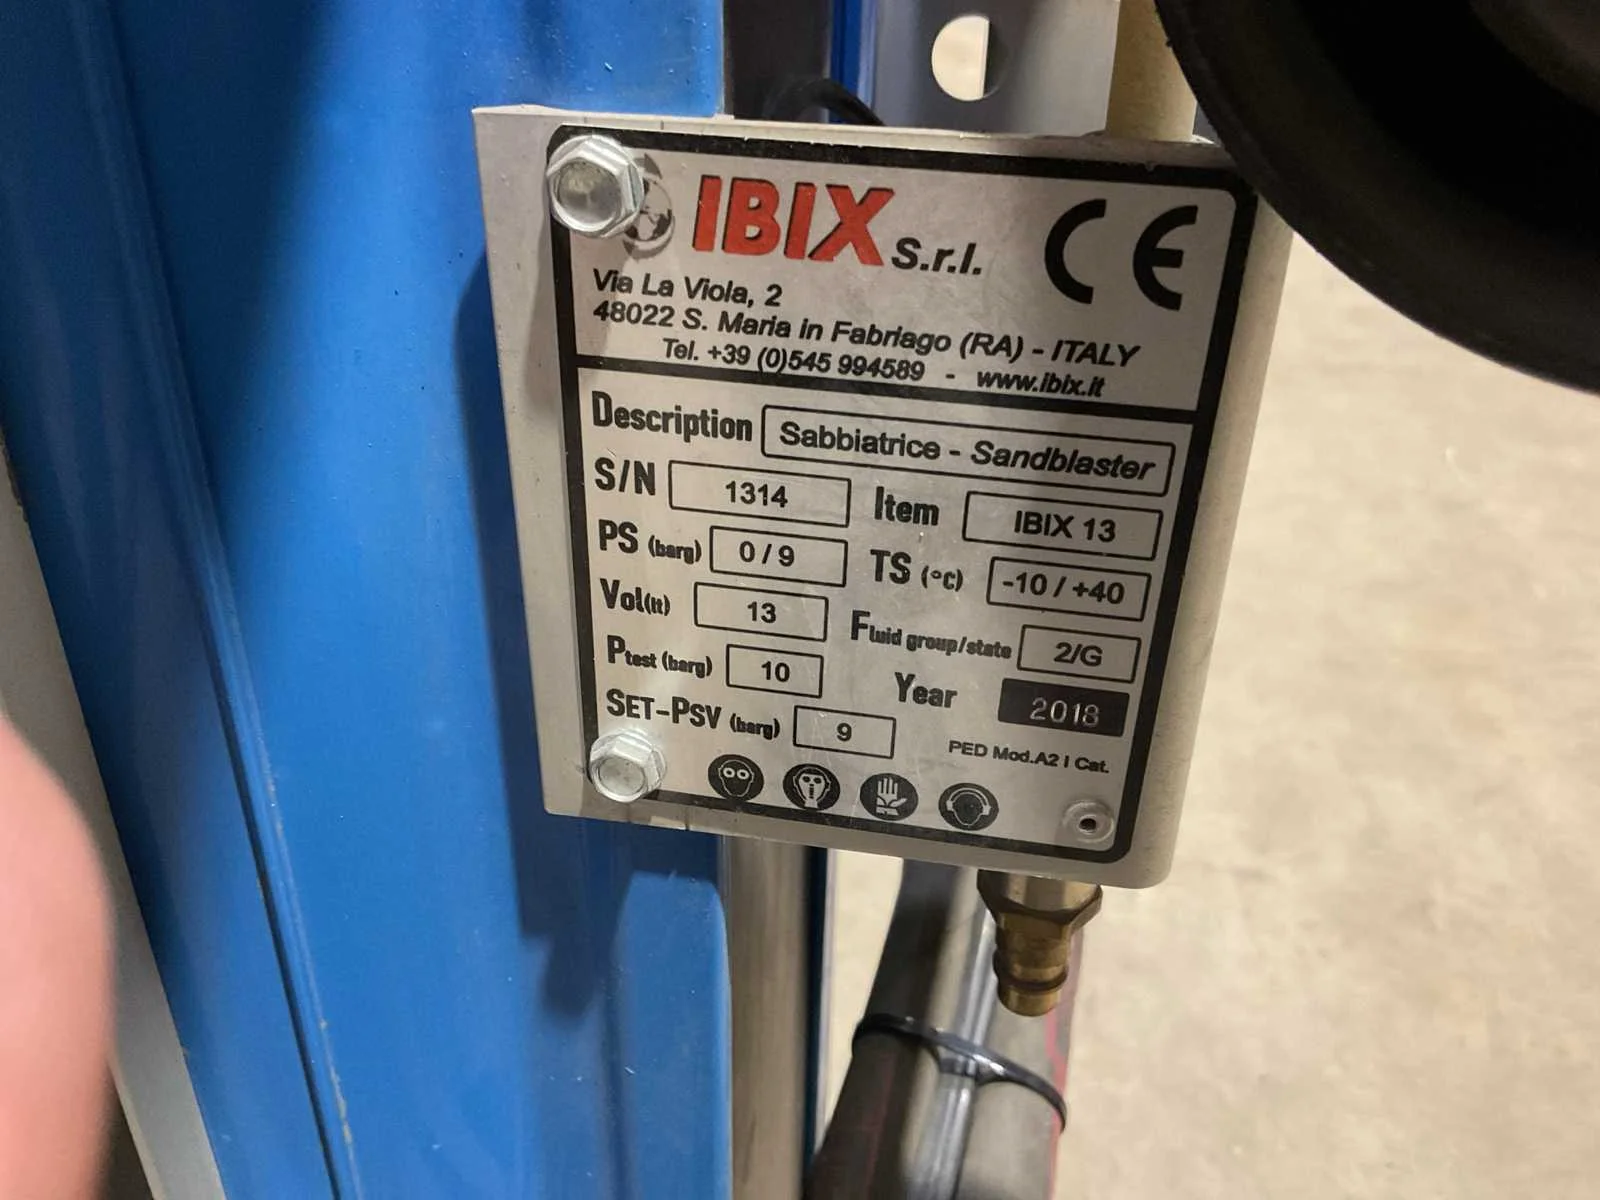 IBIX S.r.l. CE
Via La Viola, 2
48022 S. Maria in Fabriago (RA) - ITALY
Tel. +39 (0)545 994589 - www.ibix.it
Description Sabbiatrice - Sandblaster
S/N 1314 Item IBIX 13
PS (barg) 0 / 9 TS (°C) -10 / +40
Vol(lt) 13 Fluid group/state 2/G
Ptest (barg) 10 Year 2018
SET-PSV (barg) 9 PED Mod.A2 I Cat.